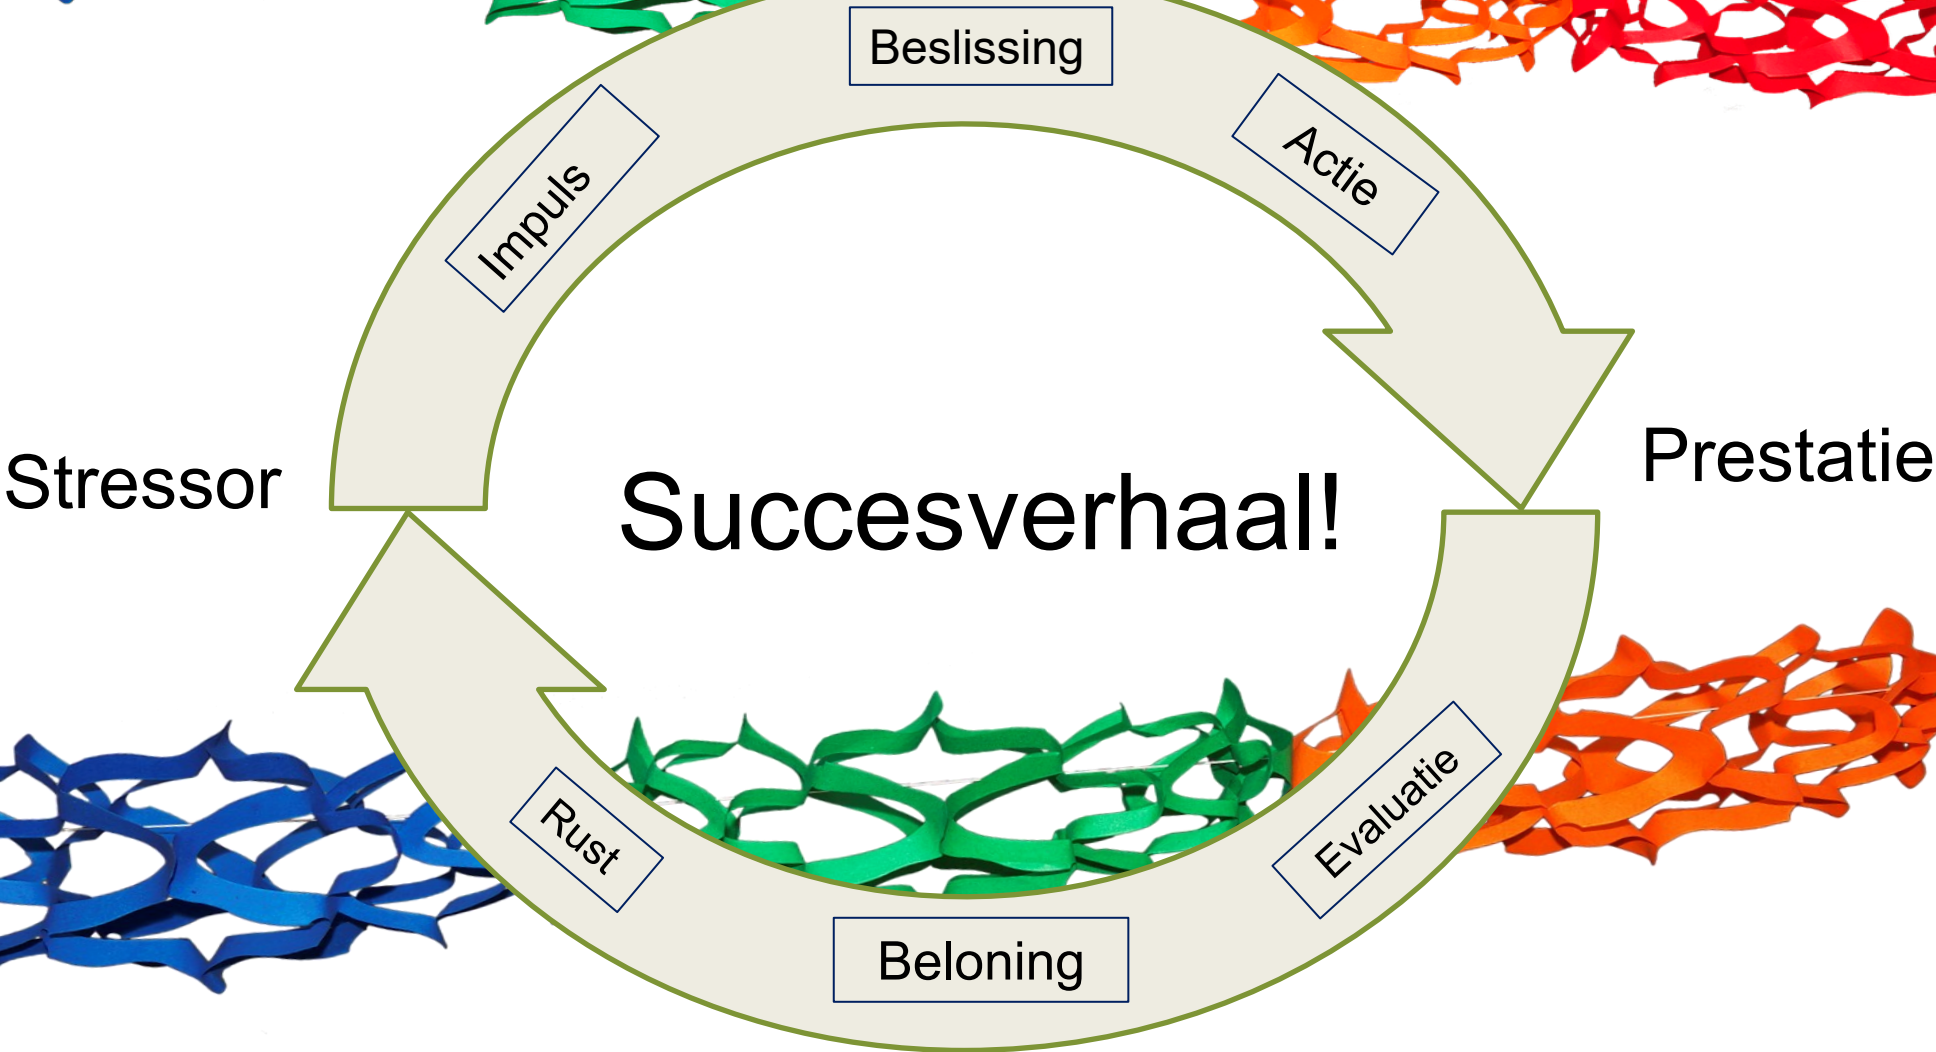 Beslissing
Impuls
Actie
Stressor
Succesverhaal!
Prestatie
Rust
Evaluatie
Beloning